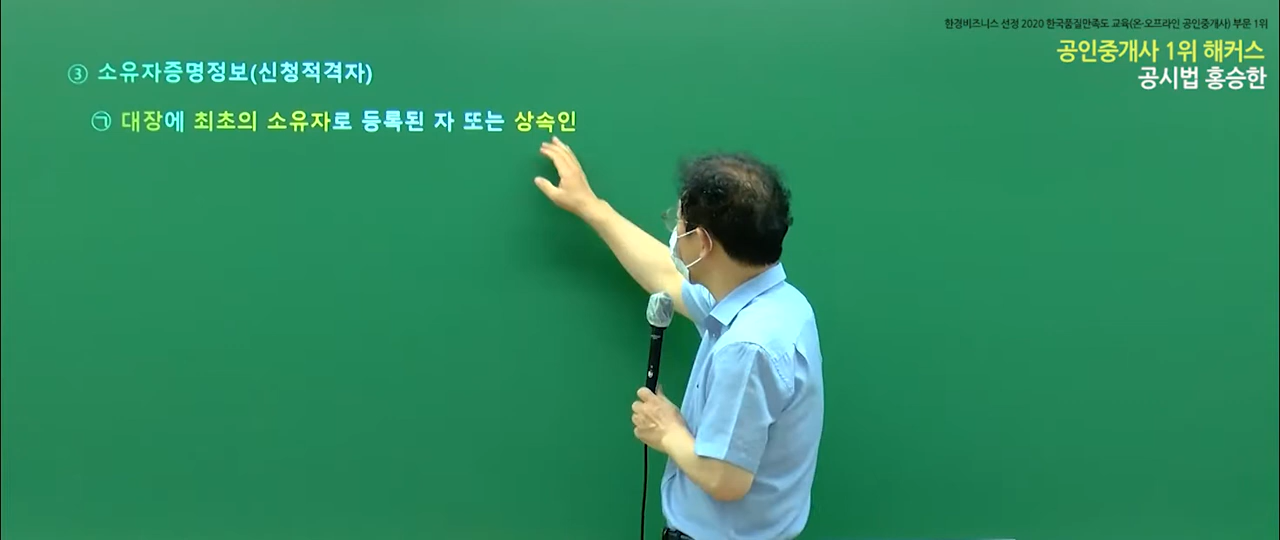 한경비즈니스 선정 2020 한국품질만족도 교육(온·오프라인 공인중개사) 부문 1위
공인중개사 1위 해커스
공시법 홍승한
③ 소유자증명정보(신청적격자)
㉠ 대장에 최초의 소유자로 등록된 자 또는 상속인